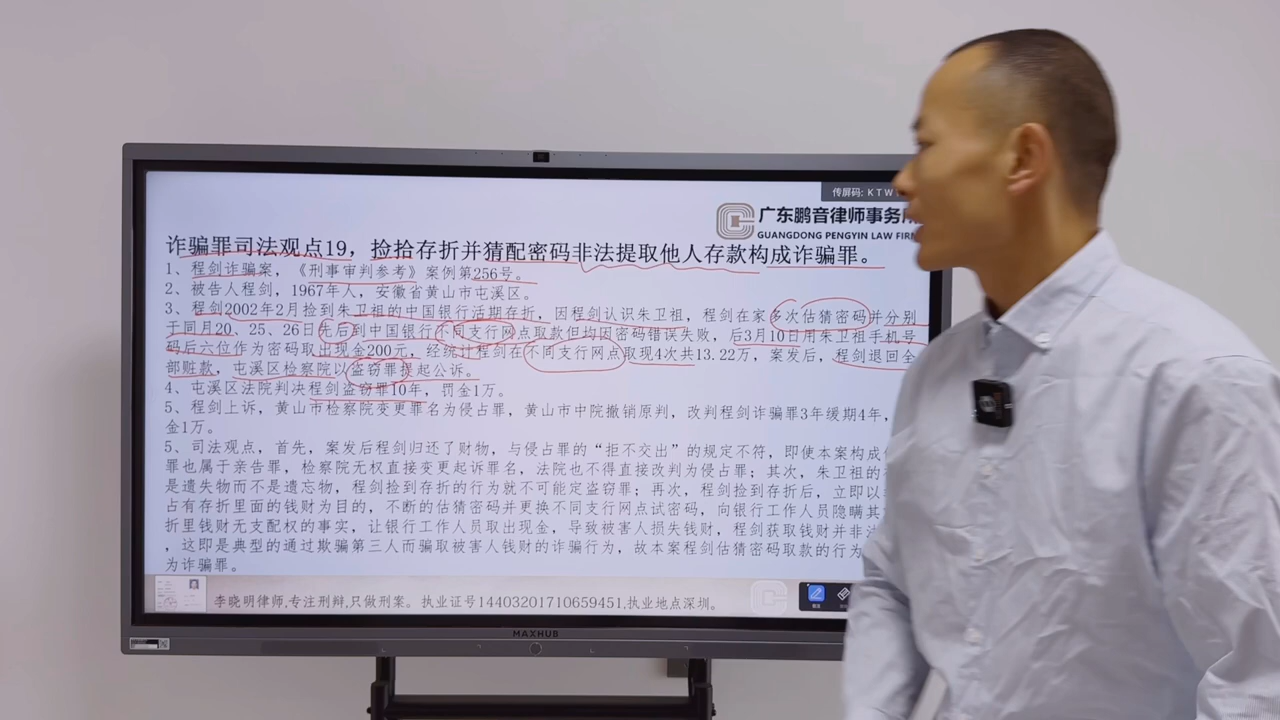 传屏码: K T W
广东鹏音律师事务所
GUANGDONG PENGYIN LAW FIRM
诈骗罪司法观点19，捡拾存折并猜配密码非法提取他人存款构成诈骗罪。
1、程剑诈骗案，《刑事审判参考》案例第256号。
2、被告人程剑，1967年人，安徽省黄山市屯溪区。
3、程剑2002年2月捡到朱卫祖的中国银行活期存折，因程剑认识朱卫祖，程剑在家多次估猜密码并分别
于同月20、25、26日先后到中国银行不同支行网点取款但均因密码错误失败，后3月10日用朱卫祖手机号
码后六位作为密码取出现金200元，经统计程剑在不同支行网点取现4次共13.22万，案发后，程剑退回全
部赃款，屯溪区检察院以盗窃罪提起公诉。
4、屯溪区法院判决程剑盗窃罪10年，罚金1万。
5、程剑上诉，黄山市检察院变更罪名为侵占罪，黄山市中院撤销原判，改判程剑诈骗罪3年缓期4年，
金1万。
5、司法观点，首先，案发后程剑归还了财物，与侵占罪的“拒不交出”的规定不符，即使本案构成
罪也属于亲告罪，检察院无权直接变更起诉罪名，法院也不得直接改判为侵占罪；其次，朱卫祖的
是遗失物而不是遗忘物，程剑捡到存折的行为就不可能定盗窃罪；再次，程剑捡到存折后，立即以
占有存折里面的钱财为目的，不断的估猜密码并更换不同支行网点试密码，向银行工作人员隐瞒其
折里钱财无支配权的事实，让银行工作人员取出现金，导致被害人损失钱财，程剑获取钱财并非
，这即是典型的通过欺骗第三人而骗取被害人钱财的诈骗行为，故本案程剑估猜密码取款的行为
为诈骗罪。
李晓明律师,专注刑辩,只做刑案。执业证号14403201710659451,执业地点深圳。
MAXHUB